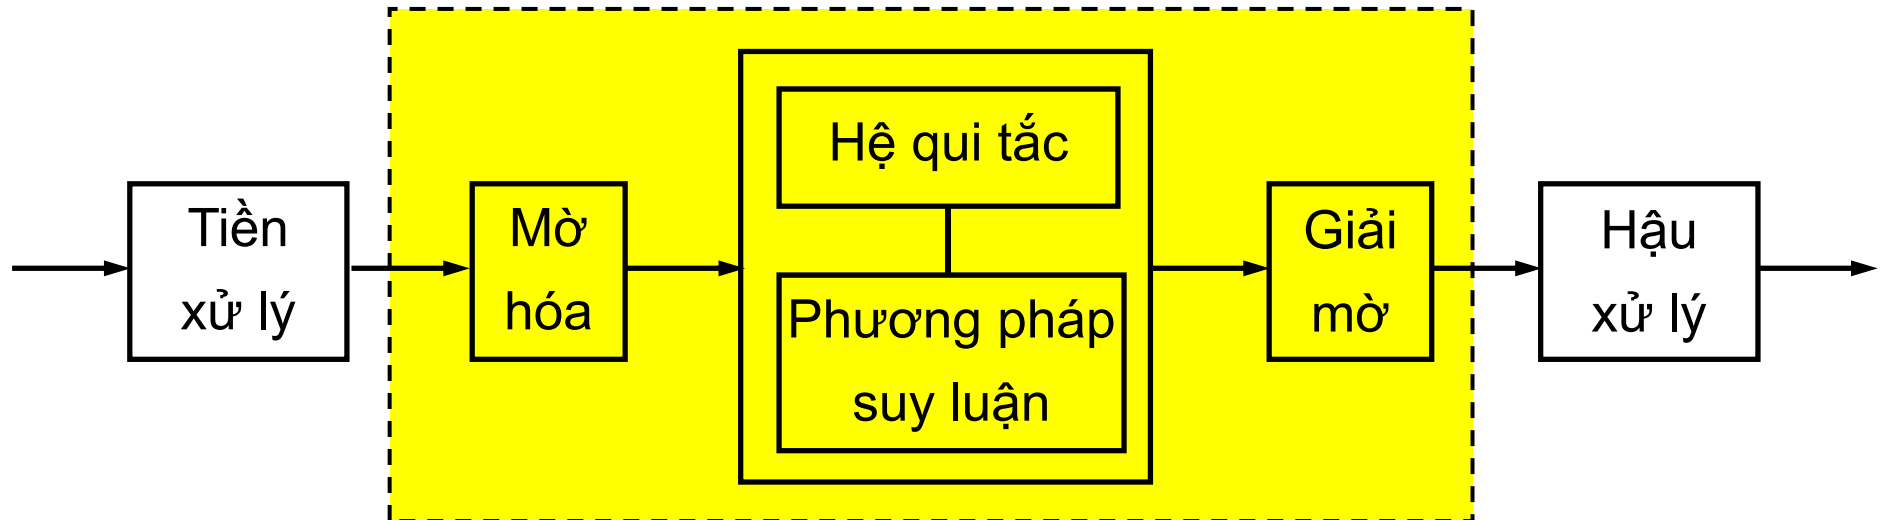 Tiền
xử lý
Mờ
hóa
Hệ qui tắc
Phương pháp
suy luận
Giải
mờ
Hậu
xử lý